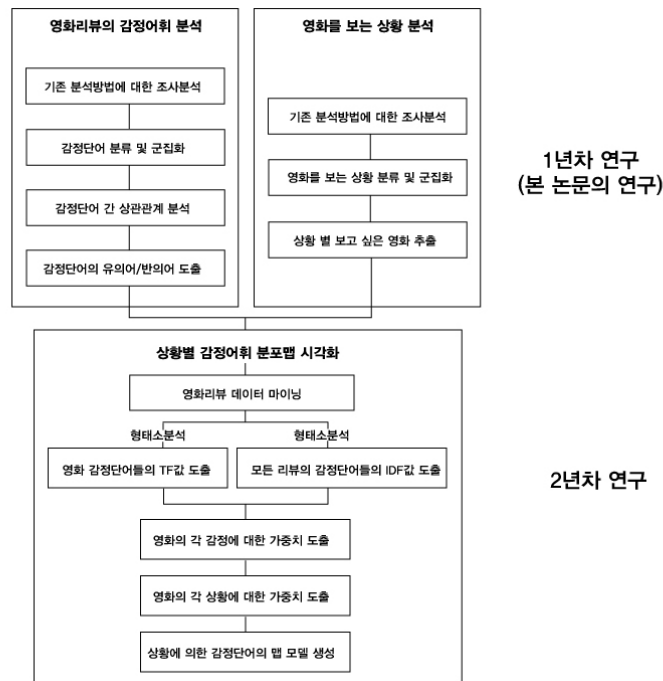 영화리뷰의 감정어휘 분석
기존 분석방법에 대한 조사분석
감정단어 분류 및 군집화
감정단어 간 상관관계 분석
감정단어의 유의어/반의어 도출
영화를 보는 상황 분석
기존 분석방법에 대한 조사분석
영화를 보는 상황 분류 및 군집화
상황 별 보고 싶은 영화 추출
1년차 연구
(본 논문의 연구)
상황별 감정어휘 분포맵 시각화
영화리뷰 데이터 마이닝
형태소분석
형태소분석
영화 감정단어들의 TF값 도출
모든 리뷰의 감정단어들의 IDF값 도출
영화의 각 감정에 대한 가중치 도출
영화의 각 상황에 대한 가중치 도출
상황에 의한 감정단어의 맵 모델 생성
2년차 연구